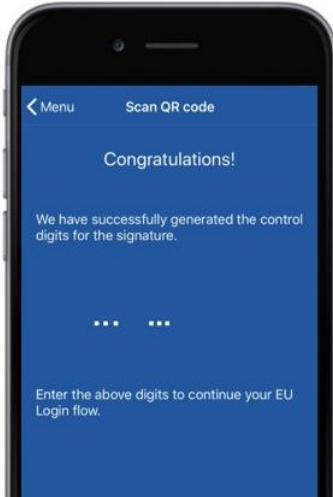 Menu
Scan QR code
Congratulations!
We have successfully generated the control
digits for the signature.
... ...
Enter the above digits to continue your EU
Login flow.